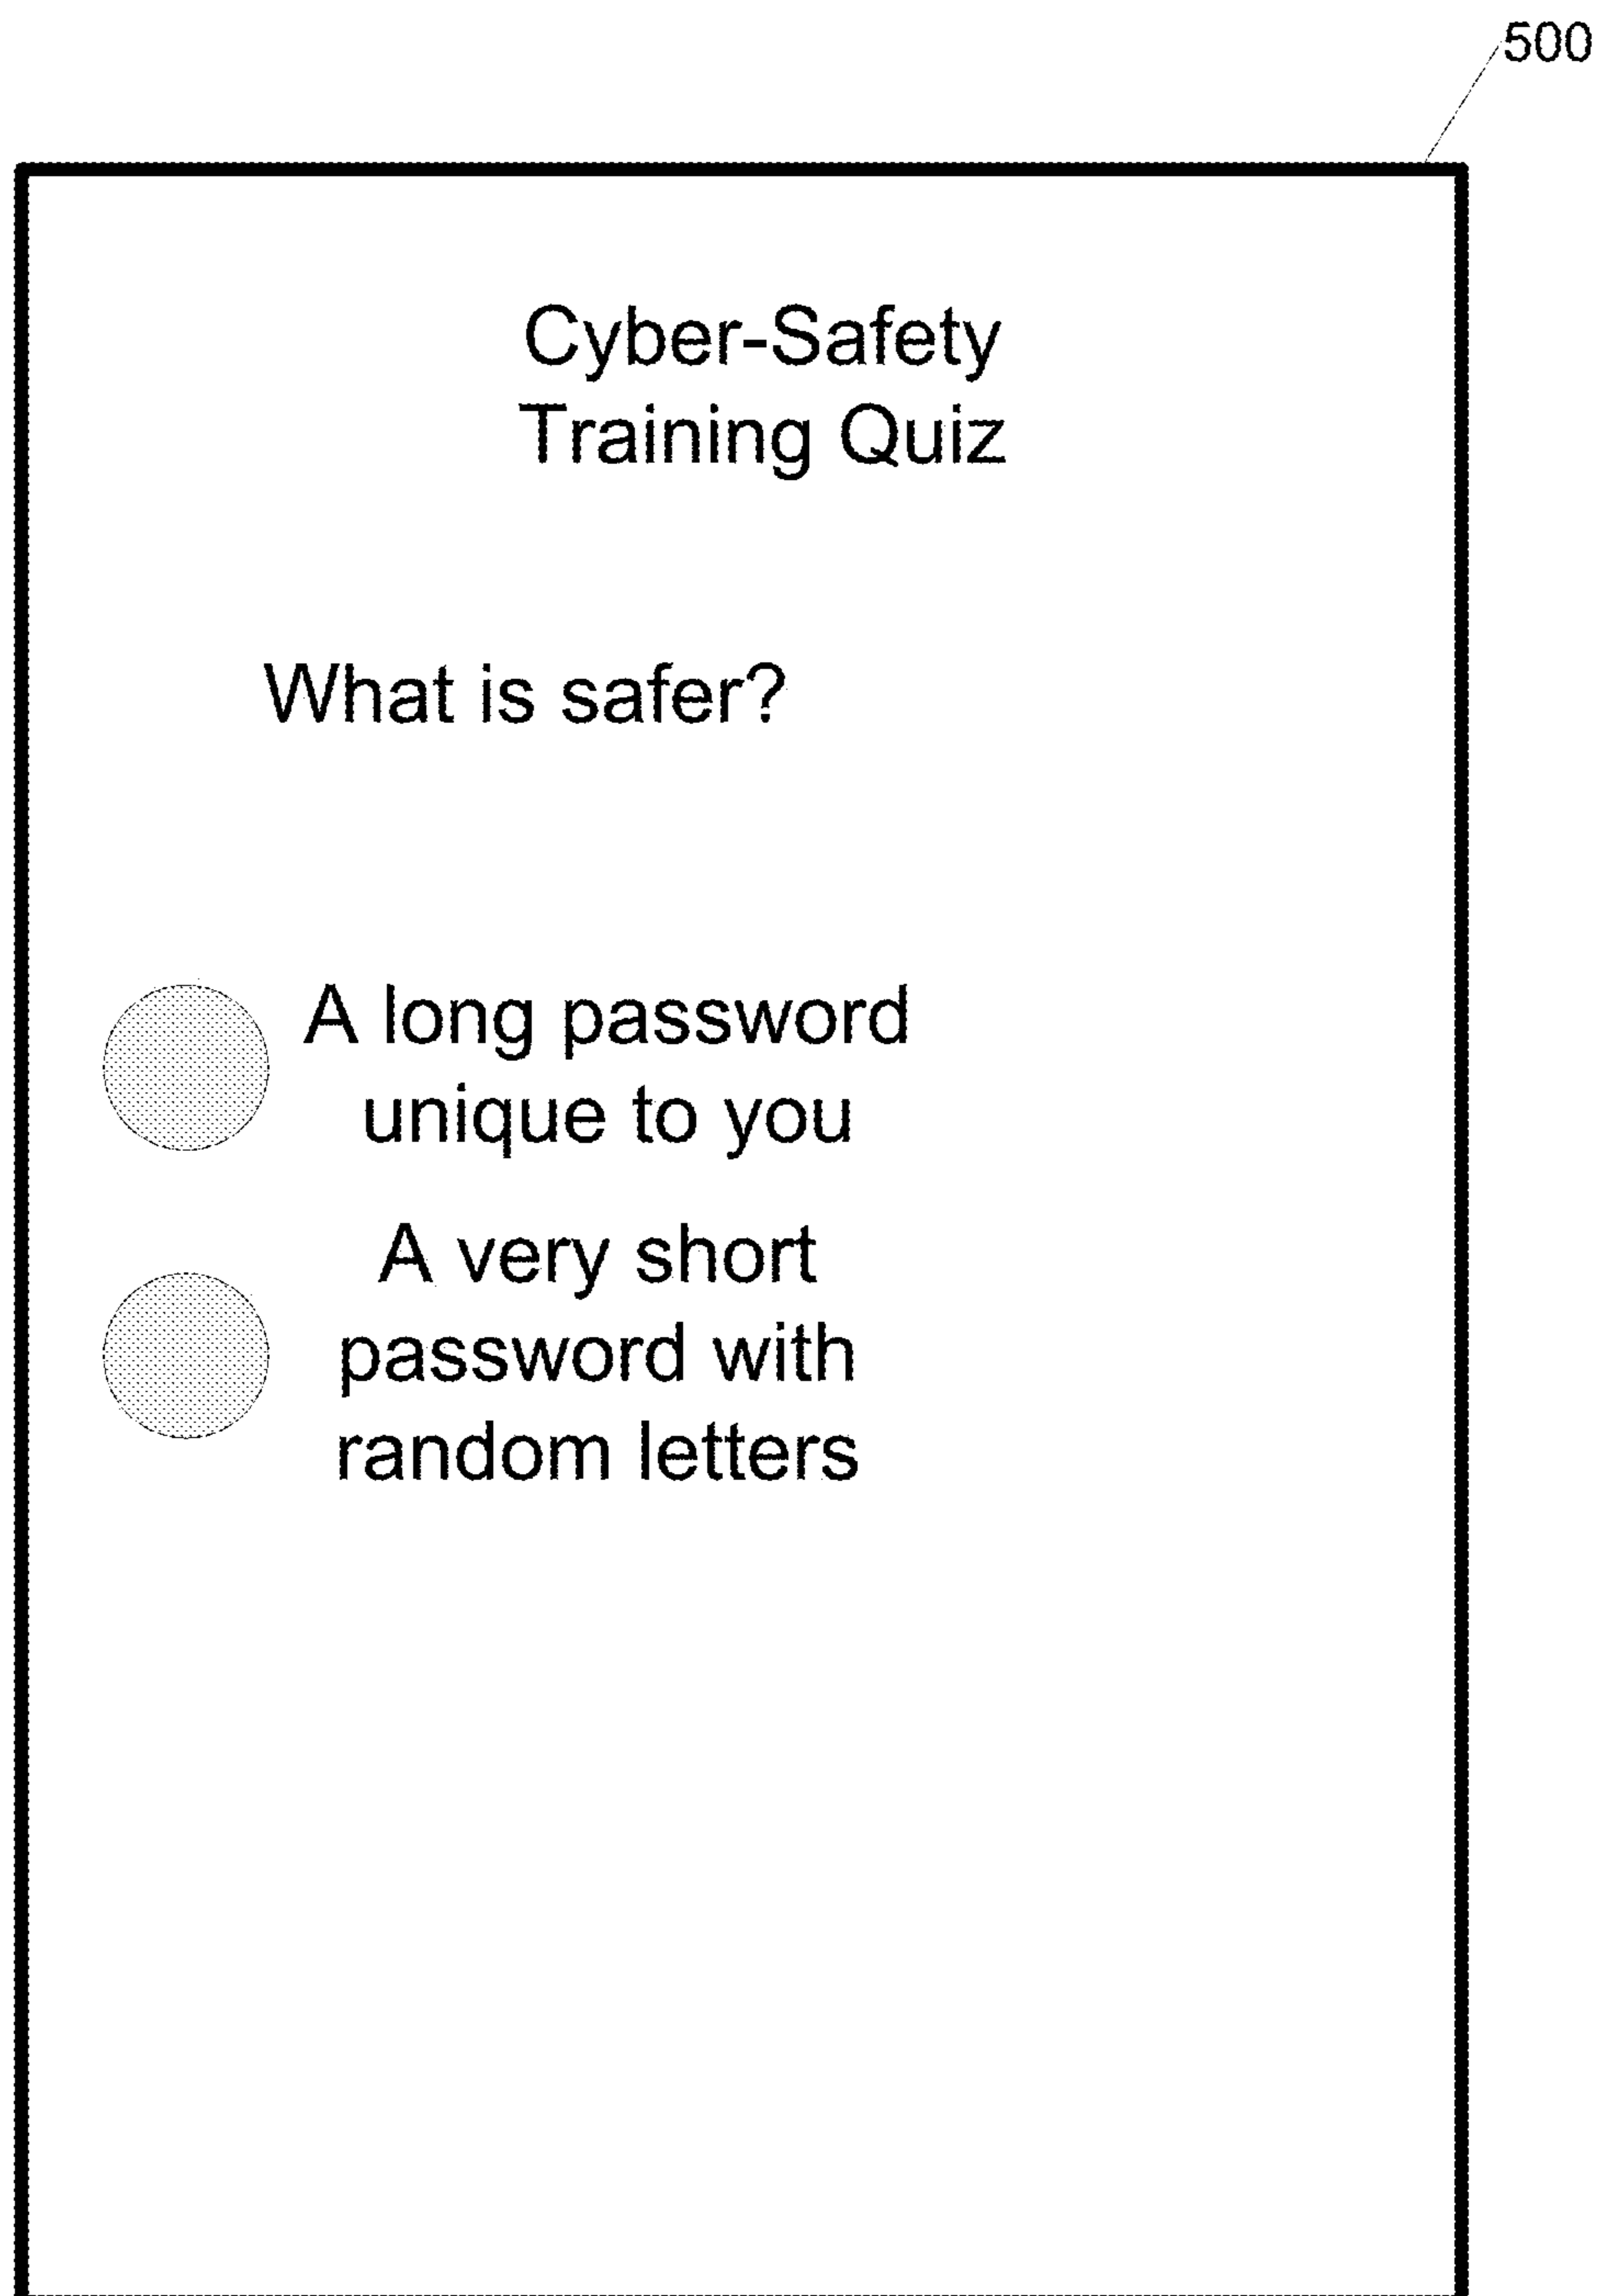 500
Cyber-Safety
Training Quiz
What is safer?
A long password
unique to you
A very short
password with
random letters